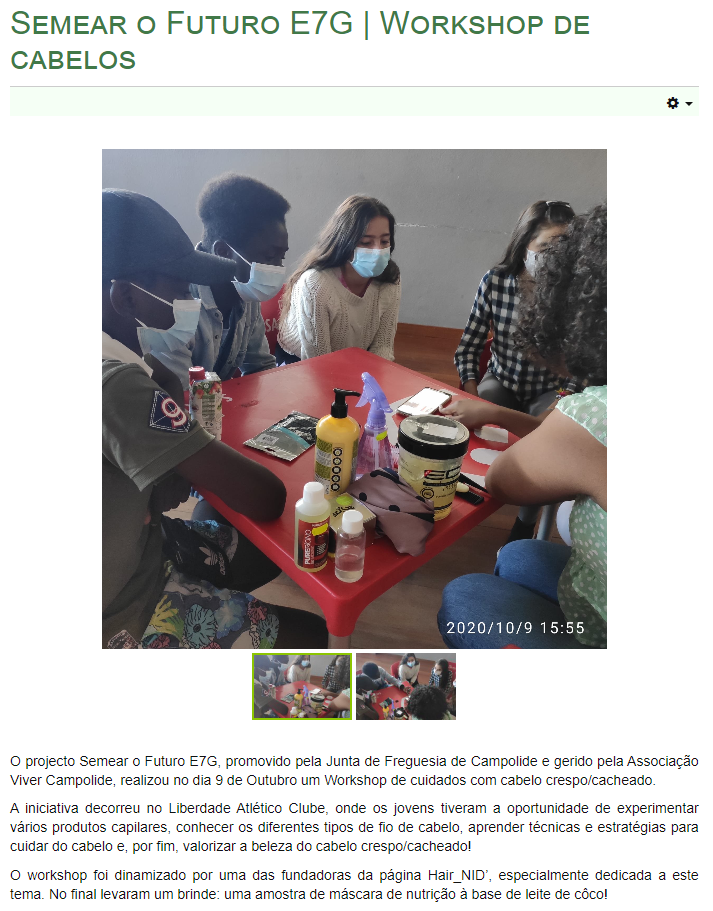 Semear o Futuro E7G | Workshop de
cabelos
9
ECO
PURE
2020/10/9 15:55
O projecto Semear o Futuro E7G, promovido pela Junta de Freguesia de Campolide e gerido pela Associação
Viver Campolide, realizou no dia 9 de Outubro um Workshop de cuidados com cabelo crespo/cacheado.
A iniciativa decorreu no Liberdade Atlético Clube, onde os jovens tiveram a oportunidade de experimentar
vários produtos capilares, conhecer os diferentes tipos de fio de cabelo, aprender técnicas e estratégias para
cuidar do cabelo e, por fim, valorizar a beleza do cabelo crespo/cacheado!
O workshop foi dinamizado por uma das fundadoras da página Hair_NID’, especialmente dedicada a este
tema. No final levaram um brinde: uma amostra de máscara de nutrição à base de leite de côco!